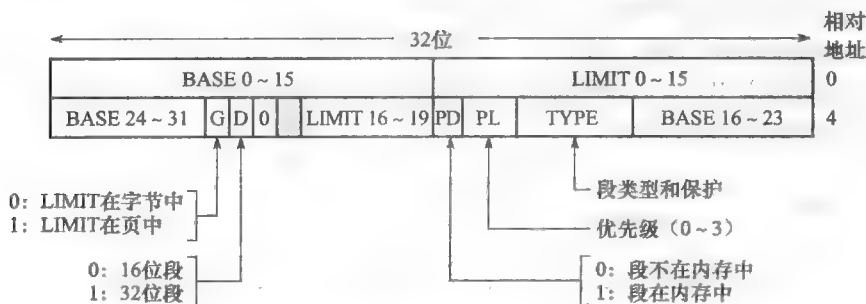 32位
相对
地址
BASE 0~15
LIMIT 0~15
0
BASE 24~31
G
D
0
LIMIT 16~19
PD
PL
TYPE
BASE 16~23
4
0：LIMIT在字节中
1：LIMIT在页中
段类型和保护
优先级（0~3）
0：16位段
1：32位段
0：段不在内存中
1：段在内存中